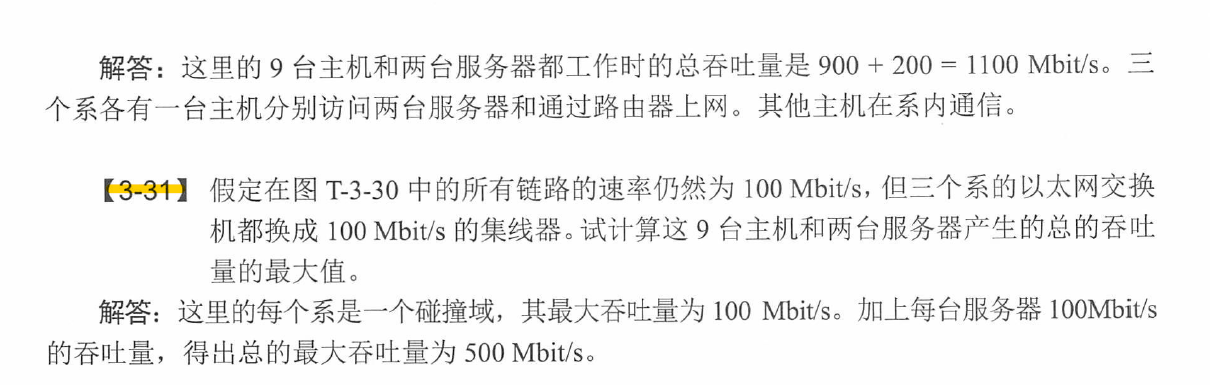 解答：这里的 9 台主机和两台服务器都工作时的总吞吐量是 900 + 200 = 1100 Mbit/s。三
个系各有一台主机分别访问两台服务器和通过路由器上网。其他主机在系内通信。
【3-31】 假定在图 T-3-30 中的所有链路的速率仍然为 100 Mbit/s，但三个系的以太网交换
机都换成 100 Mbit/s 的集线器。试计算这 9 台主机和两台服务器产生的总的吞吐
量的最大值。
解答：这里的每个系是一个碰撞域，其最大吞吐量为 100 Mbit/s。加上每台服务器 100Mbit/s
的吞吐量，得出总的最大吞吐量为 500 Mbit/s。